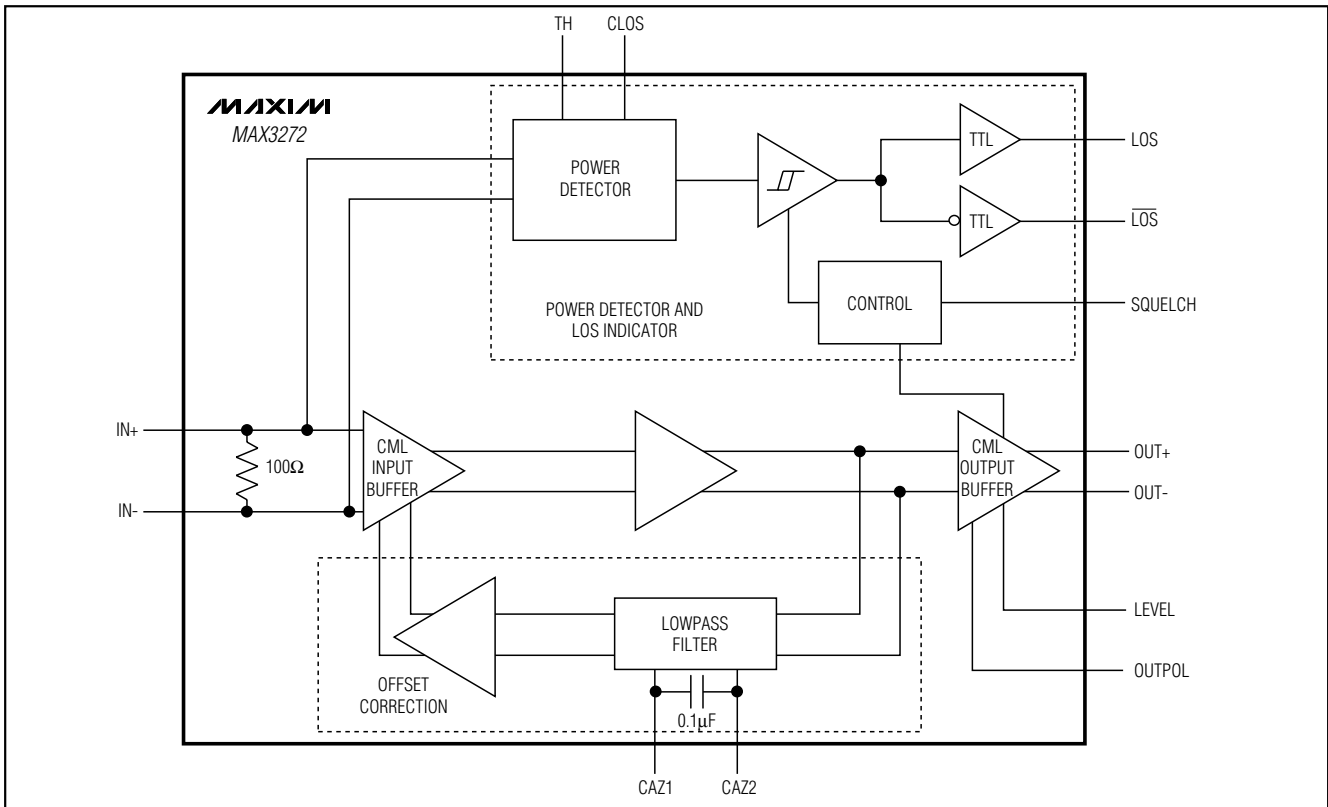 TH CLOS
MAXIM
MAX3272
POWER
DETECTOR
TTL
LOS
TTL
L̅O̅S̅
CONTROL
SQUELCH
POWER DETECTOR AND
LOS INDICATOR
IN+
100Ω
IN-
CML
INPUT
BUFFER
CML
OUTPUT
BUFFER
OUT+
OUT-
LOWPASS
FILTER
OFFSET
CORRECTION
0.1μF
LEVEL
OUTPOL
CAZ1 CAZ2